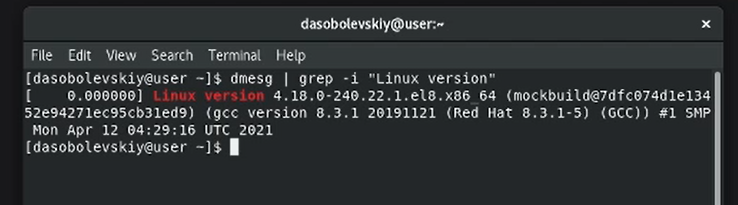 dasobolevskiy@user:~
File Edit View Search Terminal Help
[dasobolevskiy@user ~]$ dmesg | grep -i "Linux version"
[    0.000000] Linux version 4.18.0-240.22.1.el8.x86_64 (mockbuild@7dfc074d1e134
52e94271ec95cb31ed9) (gcc version 8.3.1 20191121 (Red Hat 8.3.1-5) (GCC)) #1 SMP
Mon Apr 12 04:29:16 UTC 2021
[dasobolevskiy@user ~]$